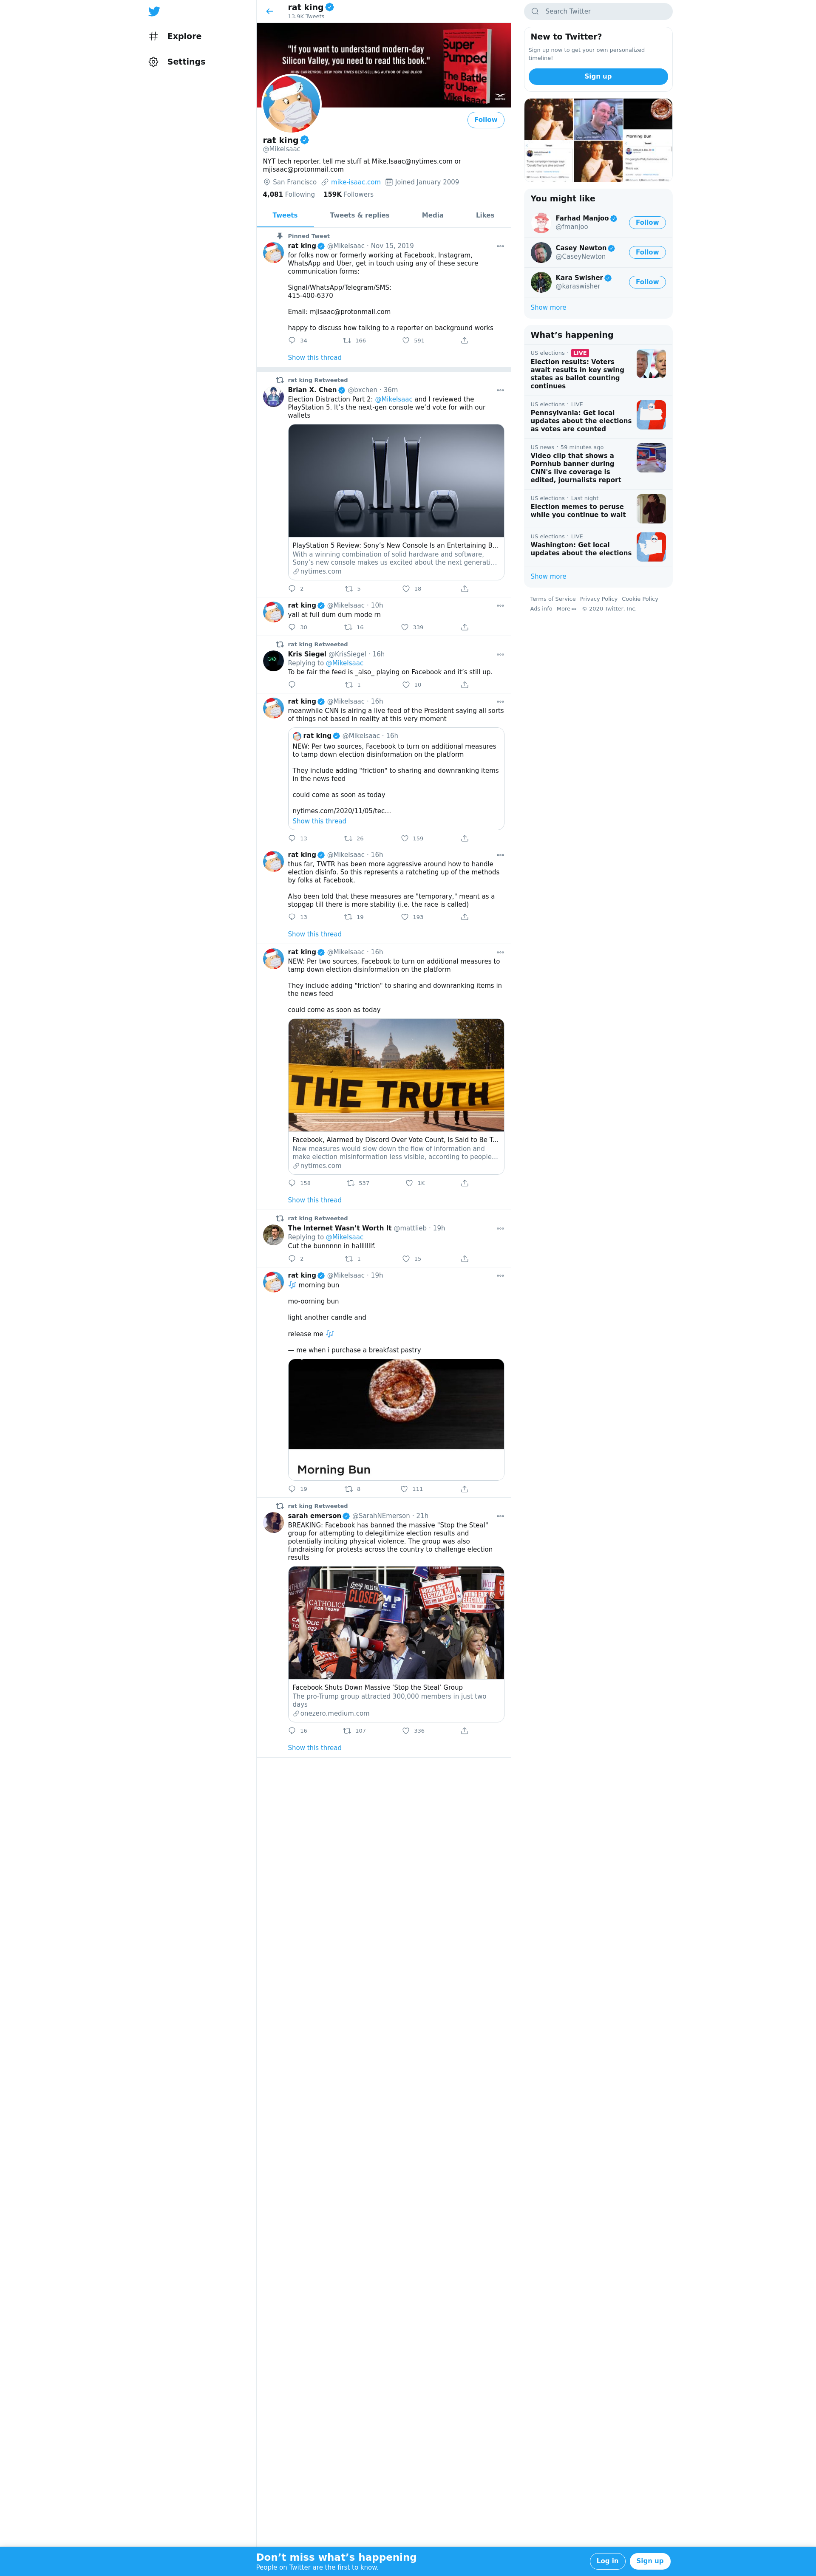 Explore
Settings
rat king
13.9K Tweets
"If you want to understand modern-day
Silicon Valley, you need to read this book."
Super
Pumped
The Battle
for Uber
Mike Isaac
Follow
rat king
@MikeIsaac
NYT tech reporter. tell me stuff at Mike.Isaac@nytimes.com or
mjisaac@protonmail.com
San Francisco mike-isaac.com Joined January 2009
4,081 Following 159K Followers
Tweets Tweets & replies Media Likes
Pinned Tweet
rat king @MikeIsaac · Nov 15, 2019
for folks now or formerly working at Facebook, Instagram,
WhatsApp and Uber, get in touch using any of these secure
communication forms:
Signal/WhatsApp/Telegram/SMS:
415-400-6370
Email: mjisaac@protonmail.com
happy to discuss how talking to a reporter on background works
34 166 591
Show this thread
rat king Retweeted
Brian X. Chen @bxchen · 36m
Election Distraction Part 2: @MikeIsaac and I reviewed the
PlayStation 5. It's the next-gen console we'd vote for with our
wallets
PlayStation 5 Review: Sony's New Console Is an Entertaining B...
With a winning combination of solid hardware and software,
Sony's new console makes us excited about the next generati...
nytimes.com
2 5 18
rat king @MikeIsaac · 10h
yall at full dum dum mode rn
30 16 339
rat king Retweeted
Kris Siegel @KrisSiegel · 16h
Replying to @MikeIsaac
To be fair the feed is _also_ playing on Facebook and it's still up.
1 10
rat king @MikeIsaac · 16h
meanwhile CNN is airing a live feed of the President saying all sorts
of things not based in reality at this very moment
rat king @MikeIsaac · 16h
NEW: Per two sources, Facebook to turn on additional measures
to tamp down election disinformation on the platform
They include adding "friction" to sharing and downranking items
in the news feed
could come as soon as today
nytimes.com/2020/11/05/tec...
Show this thread
13 26 159
rat king @MikeIsaac · 16h
thus far, TWTR has been more aggressive around how to handle
election disinfo. So this represents a ratcheting up of the methods
by folks at Facebook.
Also been told that these measures are "temporary," meant as a
stopgap till there is more stability (i.e. the race is called)
13 19 193
Show this thread
rat king @MikeIsaac · 16h
NEW: Per two sources, Facebook to turn on additional measures to
tamp down election disinformation on the platform
They include adding "friction" to sharing and downranking items in
the news feed
could come as soon as today
THE TRUTH
Facebook, Alarmed by Discord Over Vote Count, Is Said to Be T...
New measures would slow down the flow of information and
make election misinformation less visible, according to people...
nytimes.com
158 537 1K
Show this thread
rat king Retweeted
The Internet Wasn't Worth It @mattlieb · 19h
Replying to @MikeIsaac
Cut the bunnnnn in halllllllf.
2 1 15
rat king @MikeIsaac · 19h
🎶 morning bun
mo-oorning bun
light another candle and
release me 🎶
— me when i purchase a breakfast pastry
Morning Bun
19 8 111
rat king Retweeted
sarah emerson @SarahNEmerson · 21h
BREAKING: Facebook has banned the massive "Stop the Steal"
group for attempting to delegitimize election results and
potentially inciting physical violence. The group was also
fundraising for protests across the country to challenge election
results
CATHOLICS
FOR TRUMP
Sorry, POLLS ARE
CLOSED
Facebook Shuts Down Massive 'Stop the Steal' Group
The pro-Trump group attracted 300,000 members in just two
days
onezero.medium.com
16 107 336
Show this thread
Search Twitter
New to Twitter?
Sign up now to get your own personalized
timeline!
Sign up
Morning Bun
You might like
Farhad Manjoo
@fmanjoo
Follow
Casey Newton
@CaseyNewton
Follow
Kara Swisher
@karaswisher
Follow
Show more
What's happening
US elections · LIVE
Election results: Voters
await results in key swing
states as ballot counting
continues
US elections · LIVE
Pennsylvania: Get local
updates about the elections
as votes are counted
US news · 59 minutes ago
Video clip that shows a
Pornhub banner during
CNN's live coverage is
edited, journalists report
US elections · Last night
Election memes to peruse
while you continue to wait
US elections · LIVE
Washington: Get local
updates about the elections
Show more
Terms of Service Privacy Policy Cookie Policy
Ads info More © 2020 Twitter, Inc.
Don't miss what's happening
People on Twitter are the first to know.
Log in
Sign up